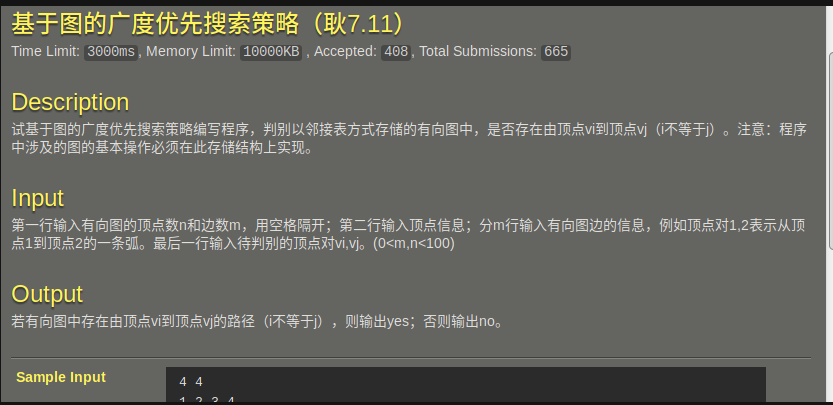 基于图的广度优先搜索策略（耿7.11）
Time Limit: 3000ms, Memory Limit: 10000KB , Accepted: 408, Total Submissions: 665
Description
试基于图的广度优先搜索策略编写程序，判别以邻接表方式存储的有向图中，是否存在由顶点vi到顶点vj（i不等于j）。注意：程序
中涉及的图的基本操作必须在此存储结构上实现。
Input
第一行输入有向图的顶点数n和边数m，用空格隔开；第二行输入顶点信息；分m行输入有向图边的信息，例如顶点对1,2表示从顶
点1到顶点2的一条弧。最后一行输入待判别的顶点对vi,vj。(0<m,n<100)
Output
若有向图中存在由顶点vi到顶点vj的路径（i不等于j），则输出yes；否则输出no。
Sample Input
4 4
1 2 3 4